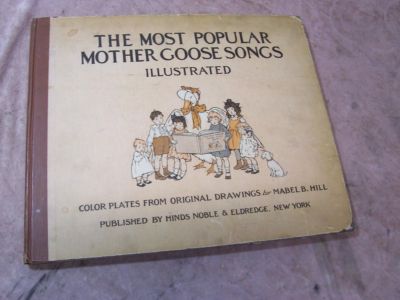 THE MOST POPULAR
MOTHER GOOSE SONGS
ILLUSTRATED
COLOR PLATES FROM ORIGINAL DRAWINGS by MABEL B. HILL
PUBLISHED BY HINDS NOBLE & ELDREDGE, NEW YORK